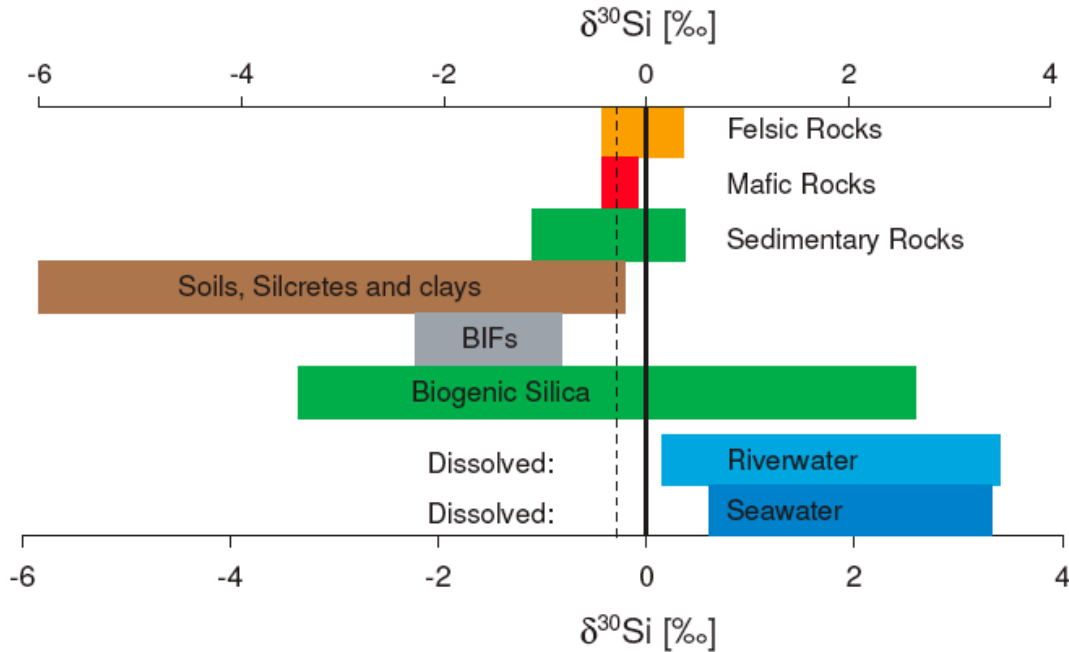 δ³⁰Si [‰]
-6 -4 -2 0 2 4
Felsic Rocks
Mafic Rocks
Sedimentary Rocks
Soils, Silcretes and clays
BIFs
Biogenic Silica
Dissolved: Riverwater
Dissolved: Seawater
-6 -4 -2 0 2 4
δ³⁰Si [‰]